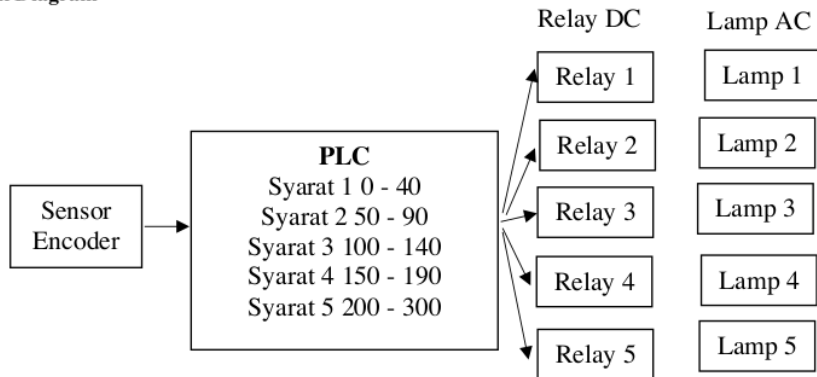 Diagram
Relay DC
Lamp AC
Sensor
Encoder
PLC
Syarat 1 0 - 40
Syarat 2 50 - 90
Syarat 3 100 - 140
Syarat 4 150 - 190
Syarat 5 200 - 300
Relay 1
Relay 2
Relay 3
Relay 4
Relay 5
Lamp 1
Lamp 2
Lamp 3
Lamp 4
Lamp 5